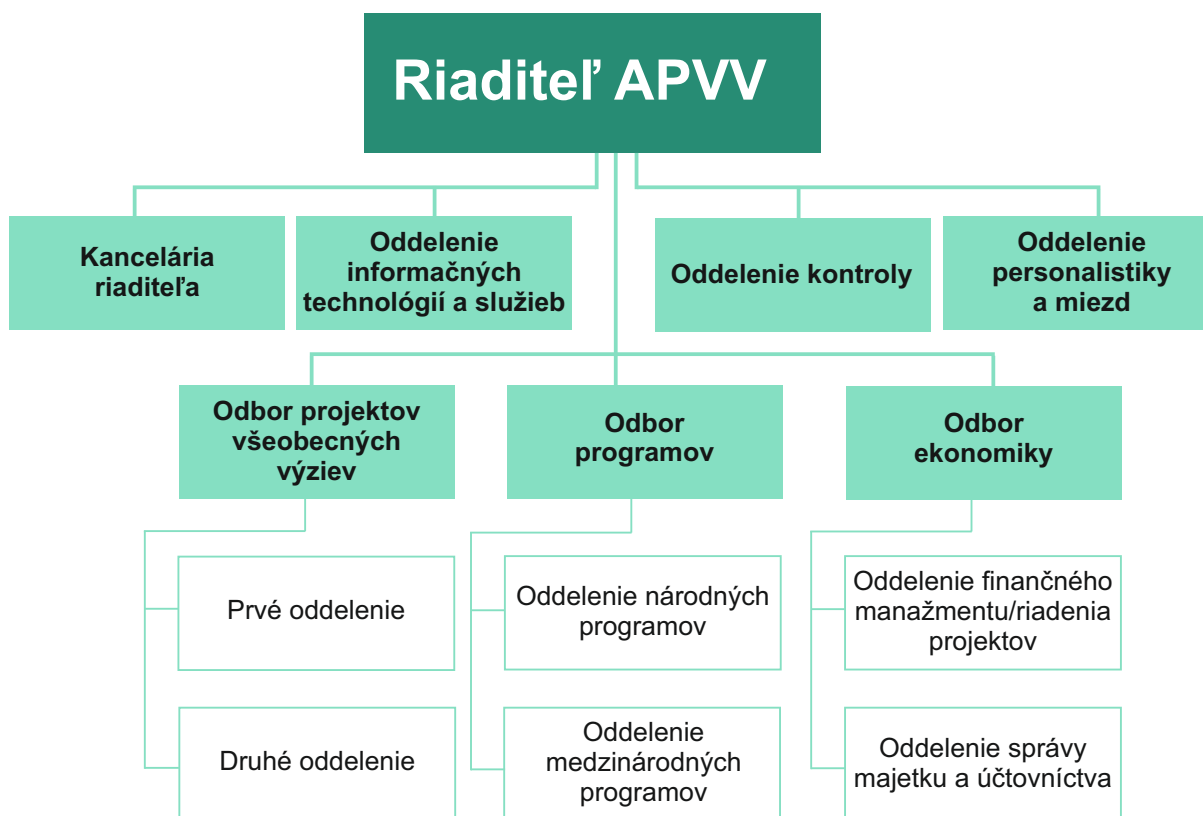 Riaditeľ APVV
Kancelária
riaditeľa
Oddelenie
informačných
technológií a služieb
Oddelenie kontroly
Oddelenie
personalistiky
a miezd
Odbor projektov
všeobecných
výziev
Odbor
programov
Odbor
ekonomiky
Prvé oddelenie
Oddelenie národných
programov
Oddelenie finančného
manažmentu/riadenia
projektov
Druhé oddelenie
Oddelenie
medzinárodných
programov
Oddelenie správy
majetku a účtovníctva